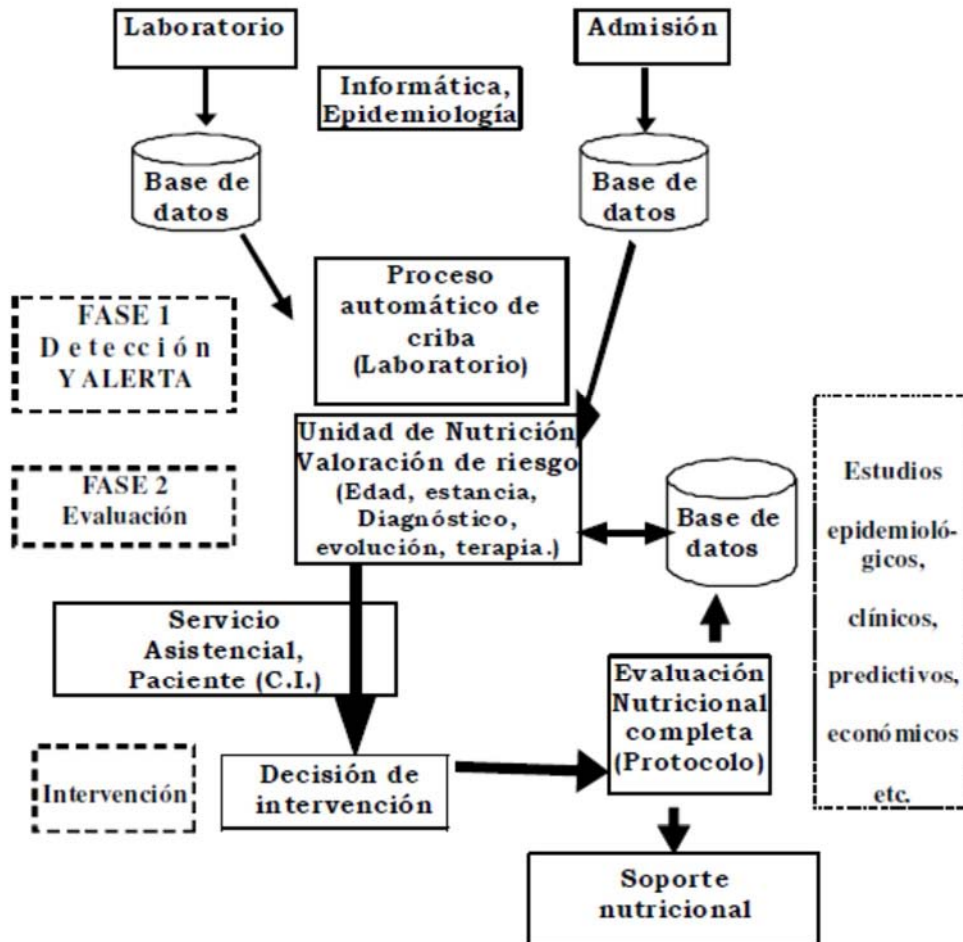 Laboratorio
Admisión
Informática,
Epidemiología
Base de
datos
Base de
datos
Proceso
automático de
criba
(Laboratorio)
FASE 1
Detección
Y ALERTA
Unidad de Nutrición
Valoración de riesgo
(Edad, estancia,
Diagnóstico,
evolución, terapia.)
FASE 2
Evaluación
Base de
datos
Estudios
epidemioló-
gicos,
clínicos,
predictivos,
económicos
etc.
Servicio
Asistencial,
Paciente (C.I.)
Evaluación
Nutricional
completa
(Protocolo)
Intervención
Decisión de
intervención
Soporte
nutricional